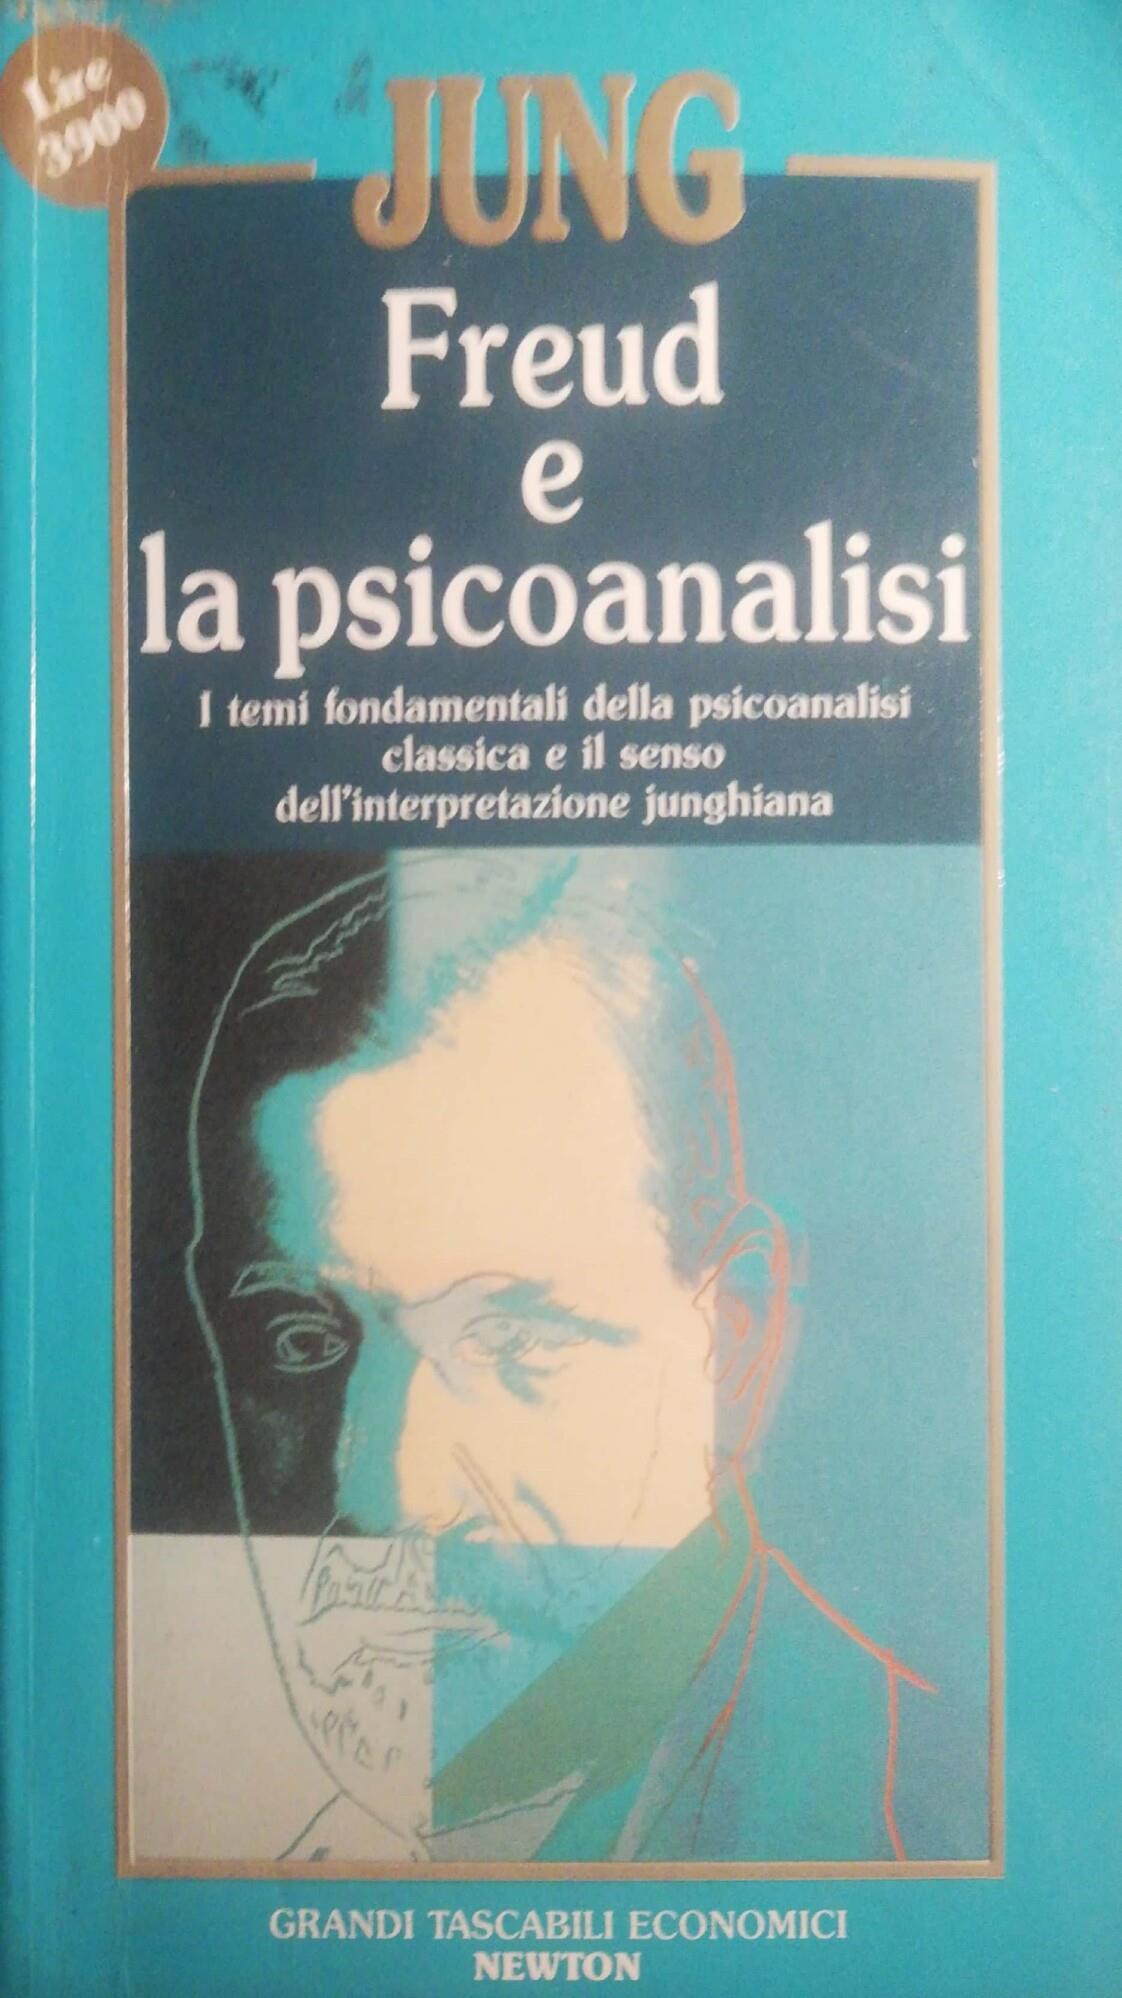 Lire
3900
JUNG
Freud
e
la psicoanalisi
I temi fondamentali della psicoanalisi
classica e il senso
dell'interpretazione junghiana
GRANDI TASCABILI ECONOMICI
NEWTON